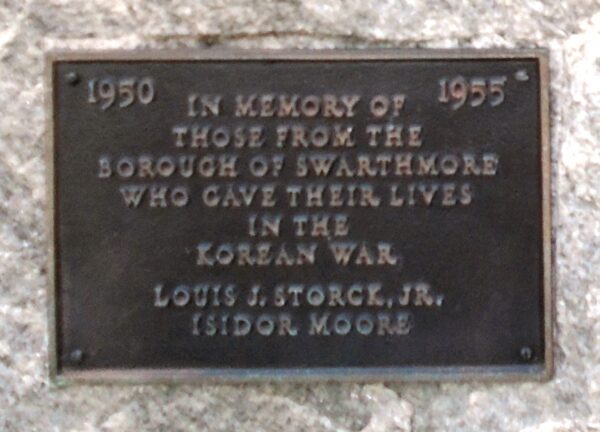 1950 1955
IN MEMORY OF
THOSE FROM THE
BOROUGH OF SWARTHMORE
WHO GAVE THEIR LIVES
IN THE
KOREAN WAR
LOUIS J. STORCK, JR.
ISIDOR MOORE